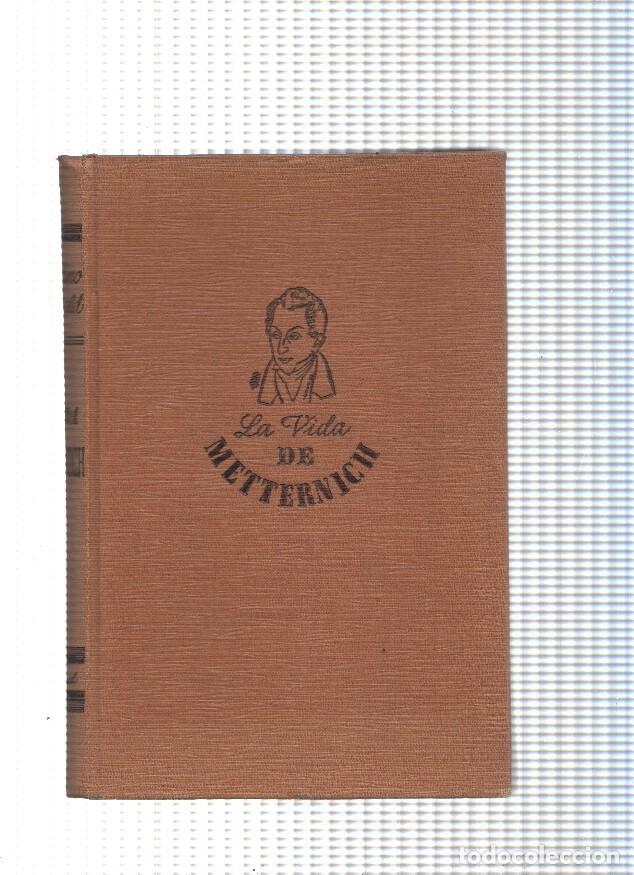 La Vida
DE
METTERNICH
todocoleccion